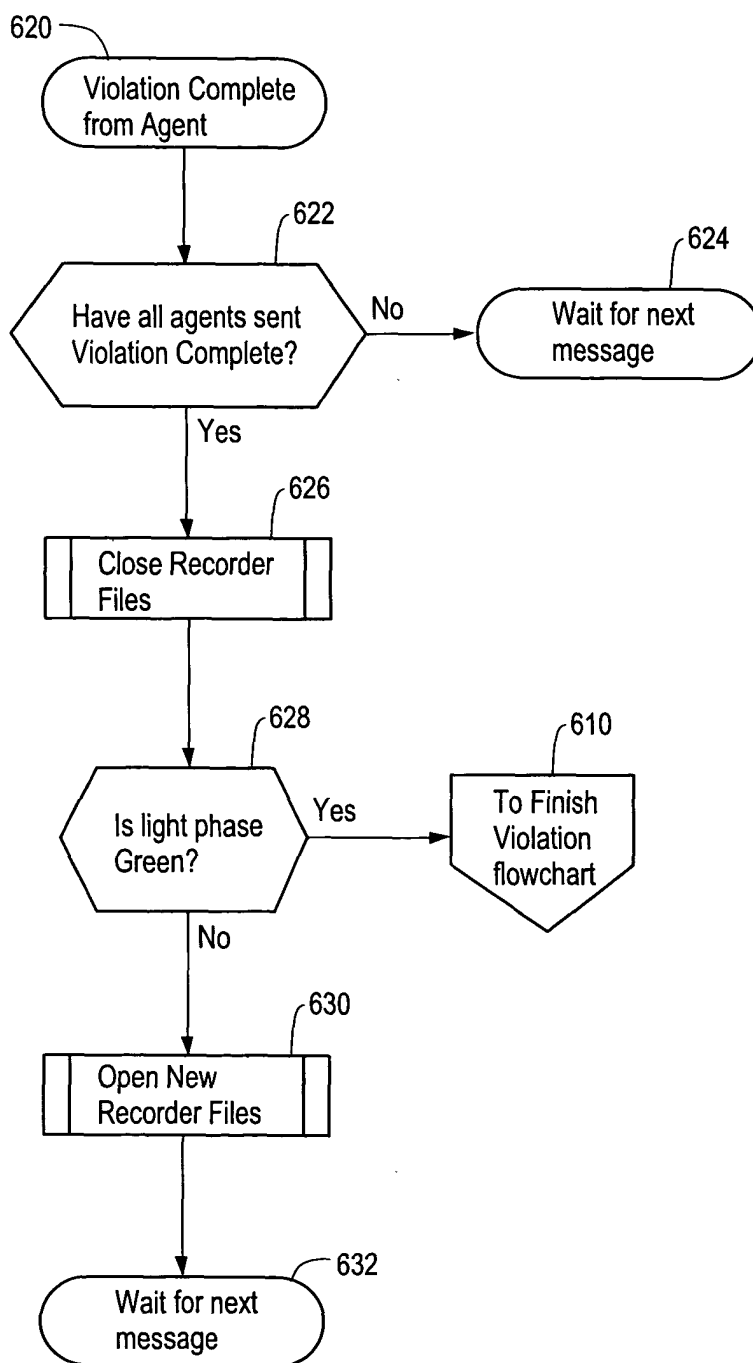 620
Violation Complete
from Agent
622
Have all agents sent
Violation Complete?
No
624
Wait for next
message
Yes
626
Close Recorder
Files
628
Is light phase
Green?
Yes
610
To Finish
Violation
flowchart
No
630
Open New
Recorder Files
632
Wait for next
message